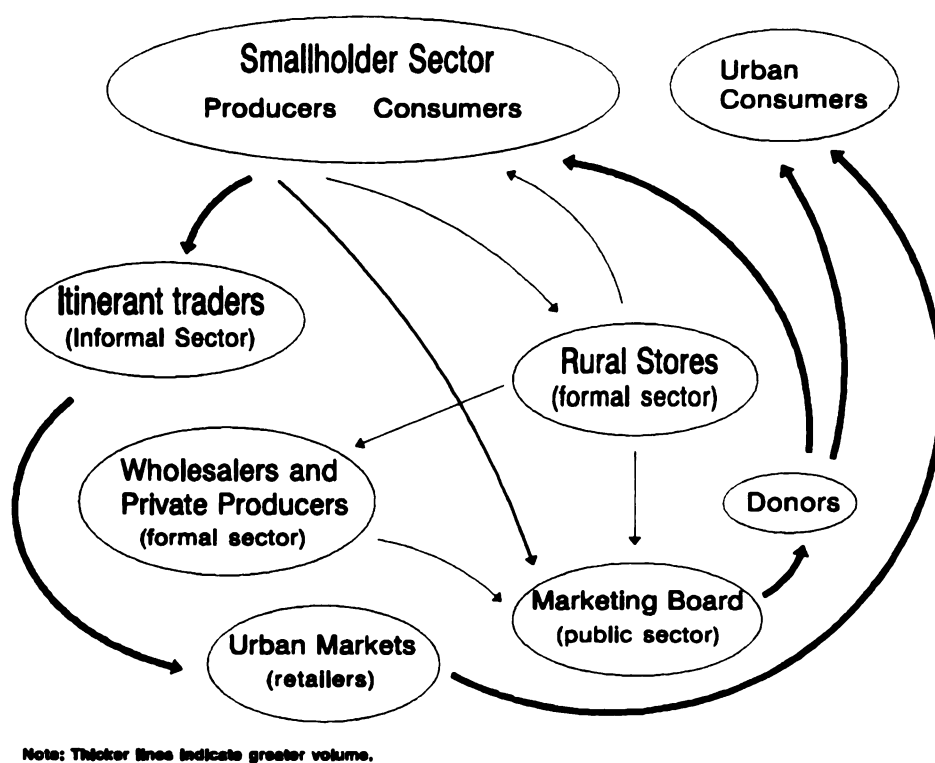 Smallholder Sector
Producers Consumers
Urban
Consumers
Itinerant traders
(Informal Sector)
Rural Stores
(formal sector)
Wholesalers and
Private Producers
(formal sector)
Donors
Marketing Board
(public sector)
Urban Markets
(retailers)
Note: Thicker lines indicate greater volume.